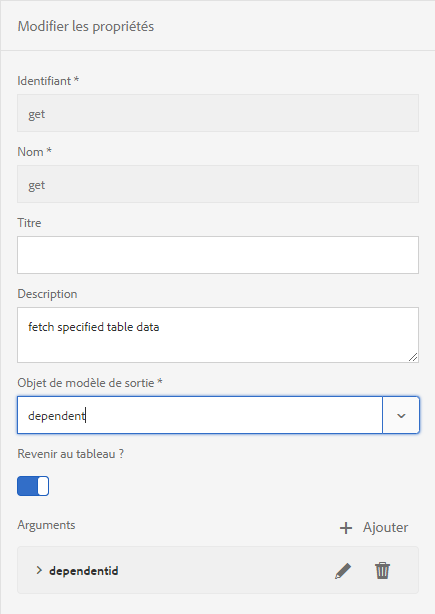 Modifier les propriétés
Identifiant *
get
Nom *
get
Titre
Description
fetch specified table data
Objet de modèle de sortie *
dependent
Revenir au tableau ?
Arguments
Ajouter
dependentid